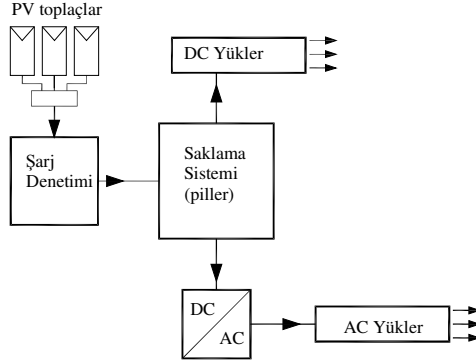 PV toplaçlar
DC Yükler
Şarj
Denetimi
Saklama
Sistemi
(piller)
DC
AC
AC Yükler